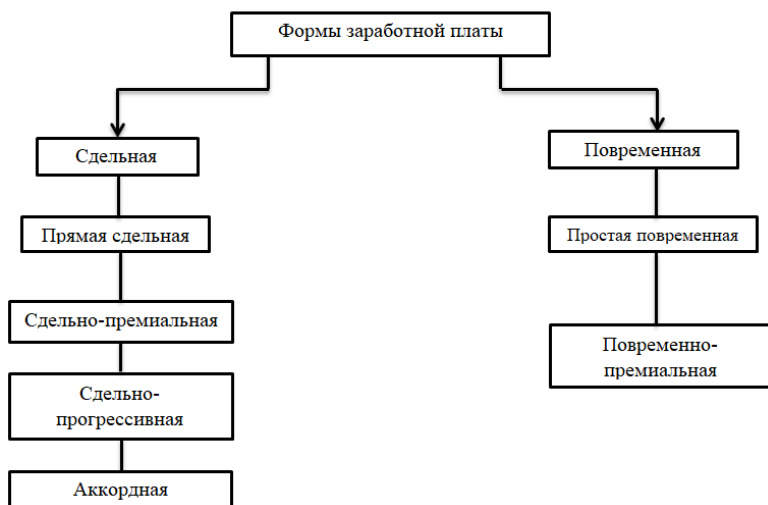 Формы заработной платы
Сдельная
Повременная
Прямая сдельная
Простая повременная
Сдельно-премиальная
Повременно-
премиальная
Сдельно-
прогрессивная
Аккордная